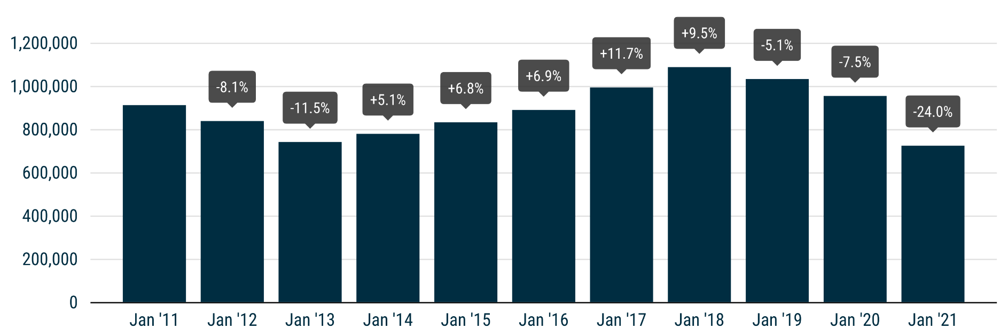 1,200,000
1,000,000
800,000
600,000
400,000
200,000
0
-8.1%
-11.5%
+5.1%
+6.8%
+6.9%
+11.7%
+9.5%
-5.1%
-7.5%
-24.0%
Jan '11
Jan '12
Jan '13
Jan '14
Jan '15
Jan '16
Jan '17
Jan '18
Jan '19
Jan '20
Jan '21